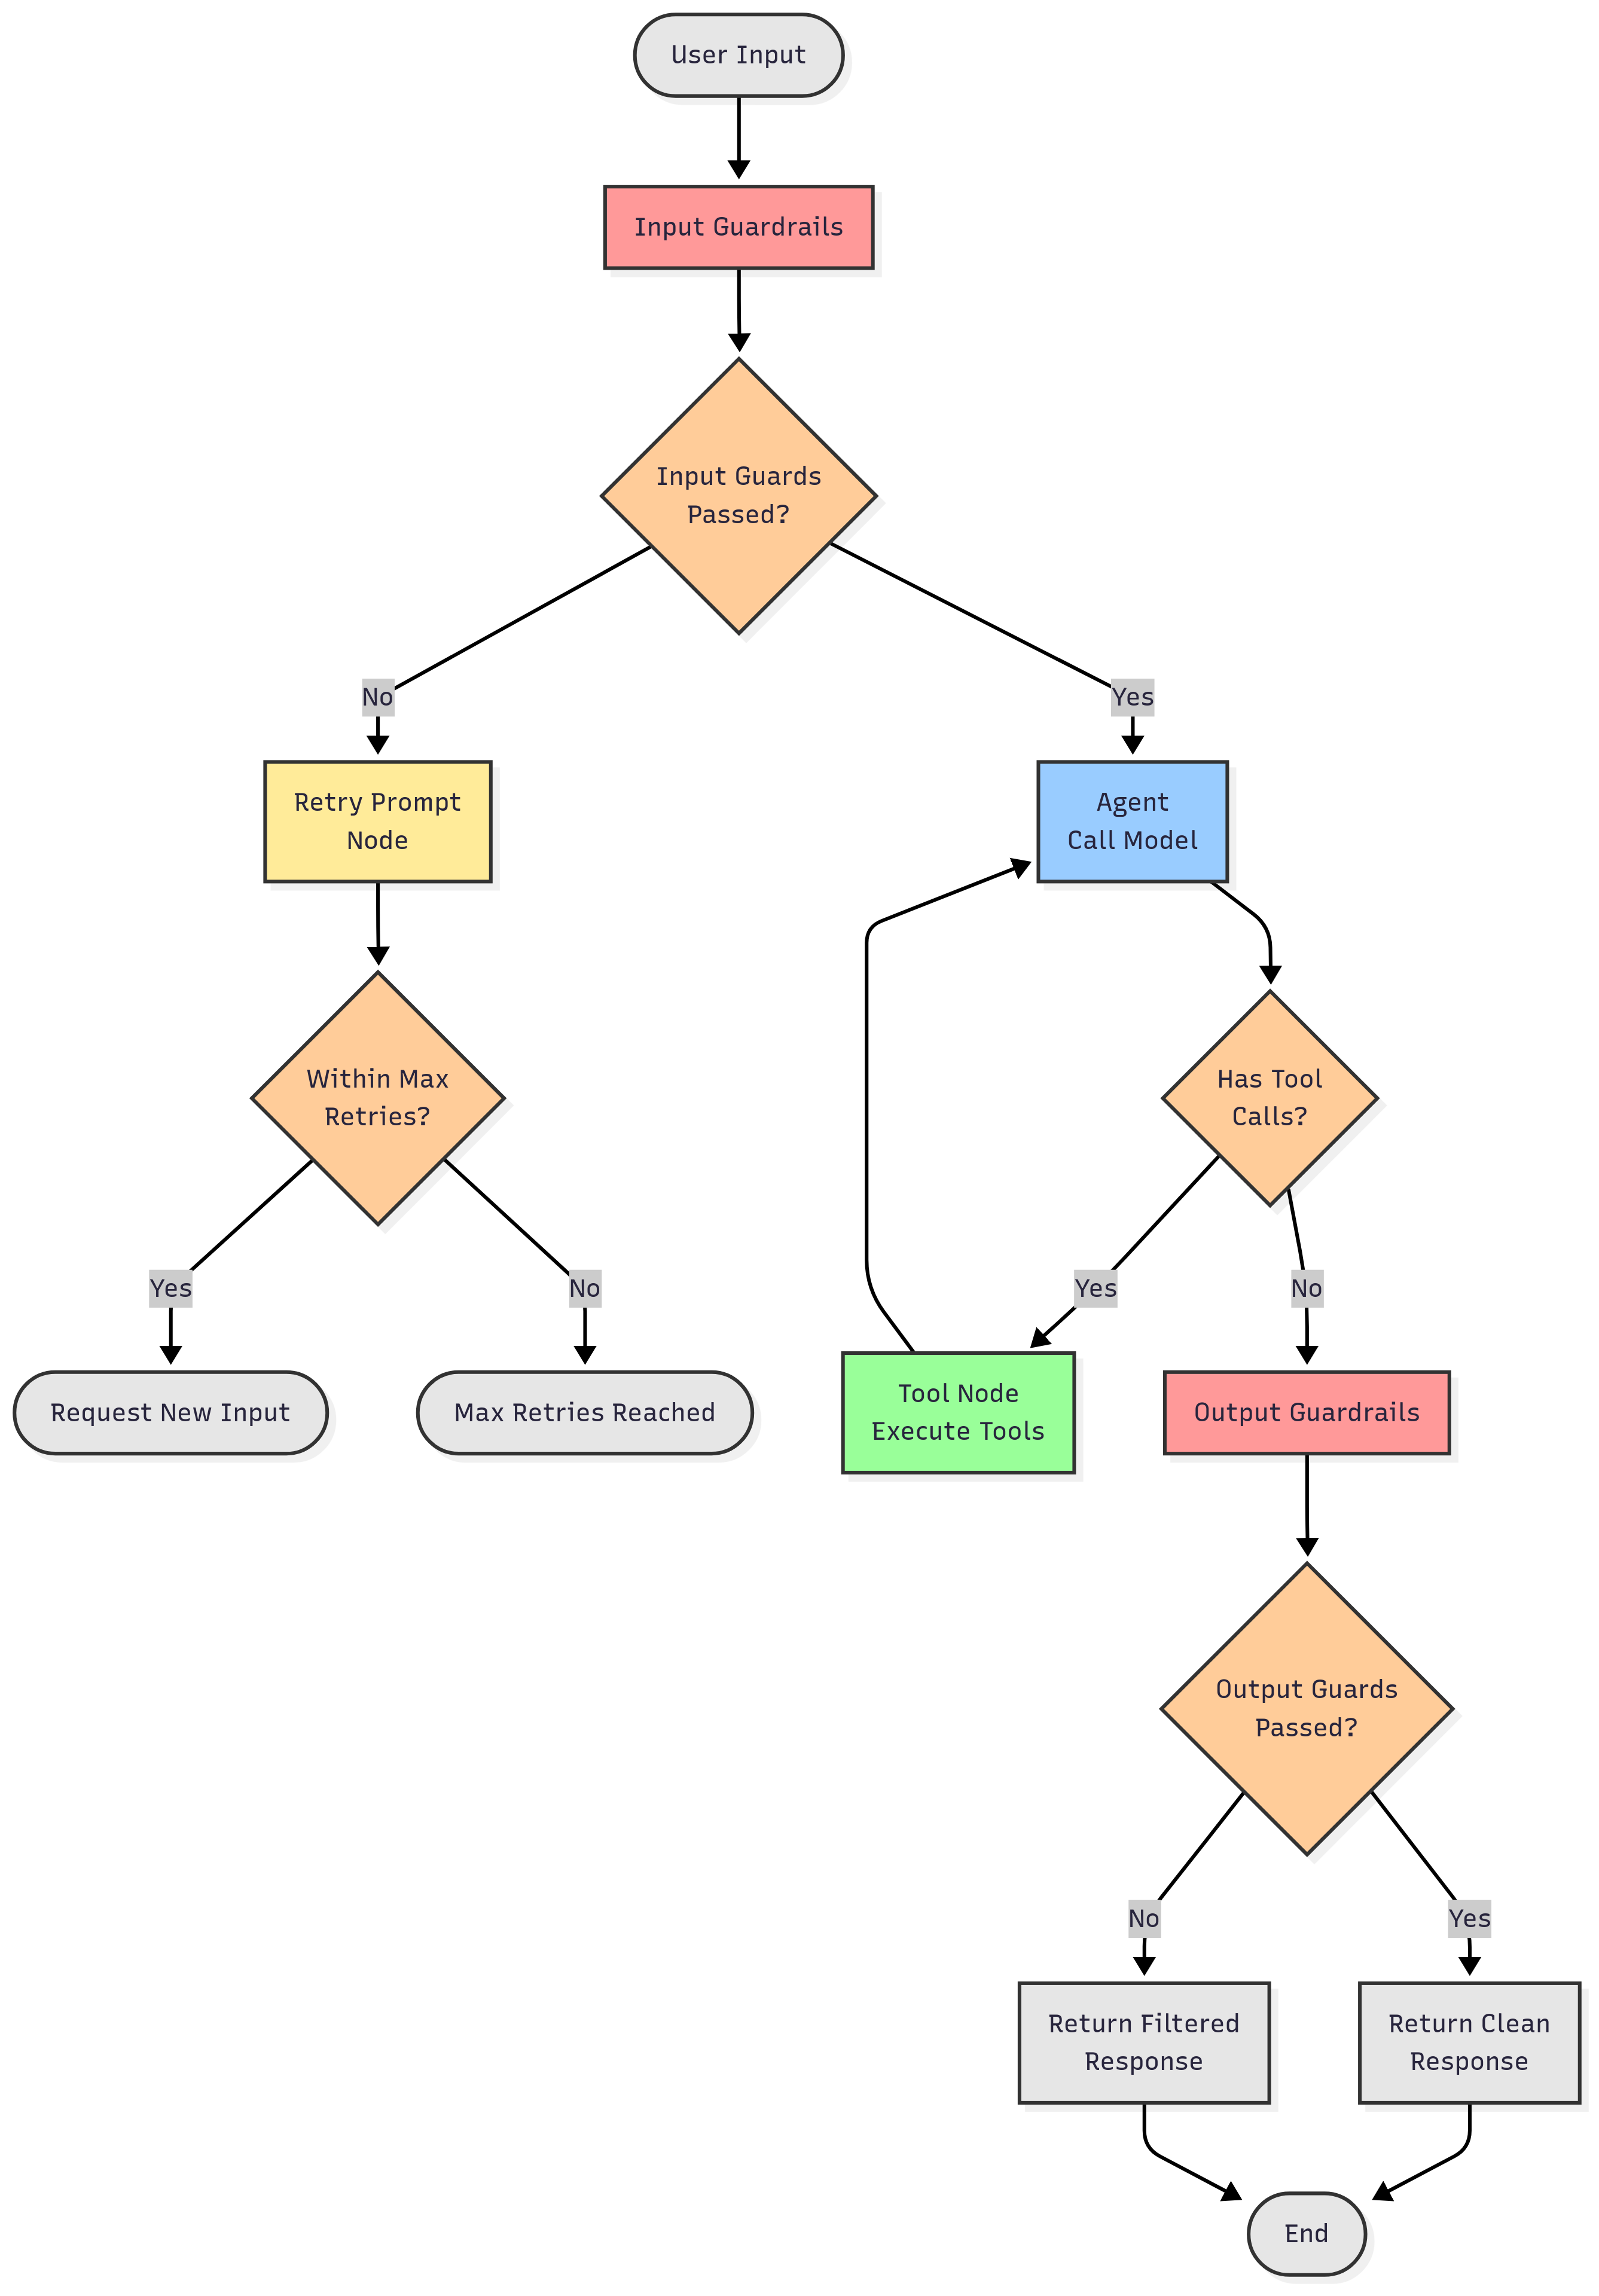 User Input
Input Guardrails
Input Guards
Passed?
No
Yes
Retry Prompt
Node
Agent
Call Model
Within Max
Retries?
Has Tool
Calls?
Yes
No
Yes
No
Request New Input
Max Retries Reached
Tool Node
Execute Tools
Output Guardrails
Output Guards
Passed?
No
Yes
Return Filtered
Response
Return Clean
Response
End